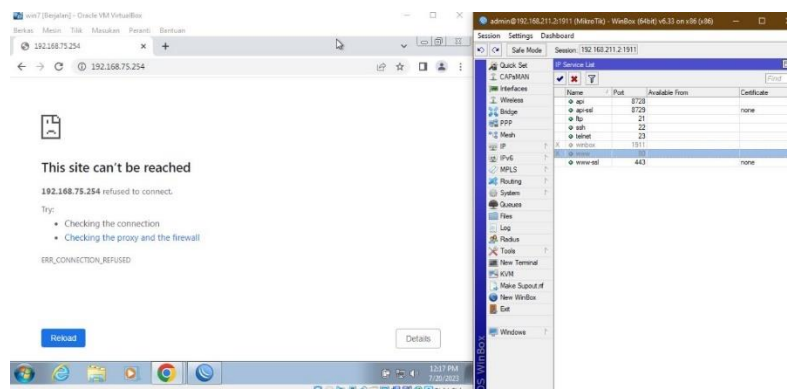 win7 [Berjalan] - Oracle VM VirtualBox
Berkas Mesin Tilik Masukan Peranti Bantuan
192.168.75.254
192.168.75.254
This site can't be reached
192.168.75.254 refused to connect.
Try:
Checking the connection
Checking the proxy and the firewall
ERR_CONNECTION_REFUSED
Reload
Details
12:17 PM
7/20/2023
admin@192.168.211.2:1911 (MikroTik) - WinBox (64bit) v6.33 on x86 (x86)
Session Settings Dashboard
Safe Mode Session: 192.168.211.2:1911
Quick Set
CAPsMAN
Interfaces
Wireless
Bridge
PPP
Mesh
IP
IPv6
MPLS
Routing
System
Queues
Files
Log
Radius
Tools
New Terminal
KVM
Make Supout.rif
New WinBox
Exit
Windows
IP Service List
Find
Name Port Available From Certificate
api 8728
api-ssl 8729 none
ftp 21
ssh 22
telnet 23
X winbox 1911
X www
www-ssl 443 none
OS WinBox